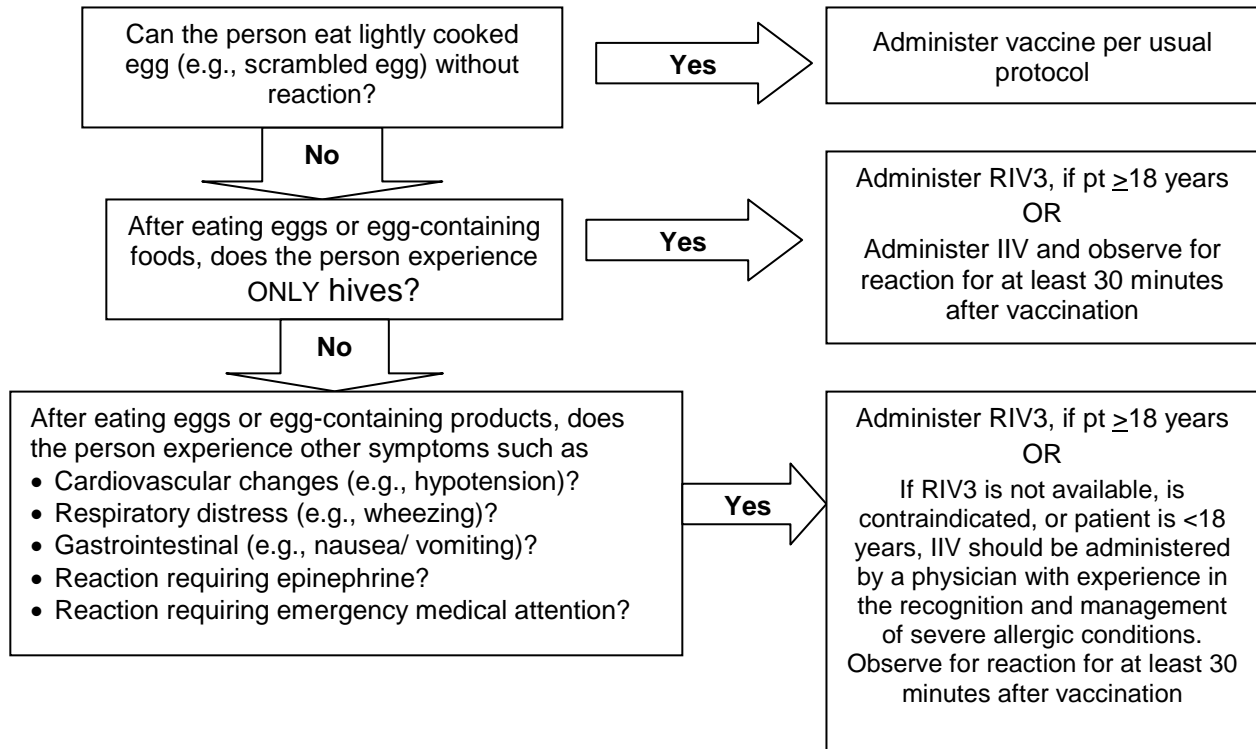 Can the person eat lightly cooked
egg (e.g., scrambled egg) without
reaction?
Yes
Administer vaccine per usual
protocol
No
After eating eggs or egg-containing
foods, does the person experience
ONLY hives?
Yes
Administer RIV3, if pt ≥18 years
OR
Administer IIV and observe for
reaction for at least 30 minutes
after vaccination
No
After eating eggs or egg-containing products, does
the person experience other symptoms such as
• Cardiovascular changes (e.g., hypotension)?
• Respiratory distress (e.g., wheezing)?
• Gastrointestinal (e.g., nausea/ vomiting)?
• Reaction requiring epinephrine?
• Reaction requiring emergency medical attention?
Yes
Administer RIV3, if pt ≥18 years
OR
If RIV3 is not available, is
contraindicated, or patient is <18
years, IIV should be administered
by a physician with experience in
the recognition and management
of severe allergic conditions.
Observe for reaction for at least 30
minutes after vaccination